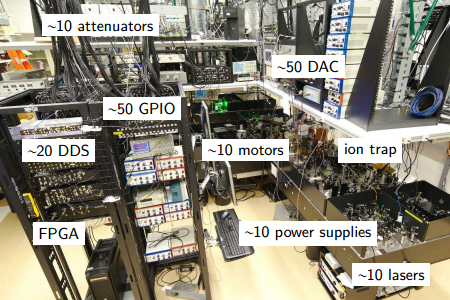 ~10 attenuators
~50 DAC
~50 GPIO
~20 DDS
~10 motors
ion trap
FPGA
~10 power supplies
~10 lasers